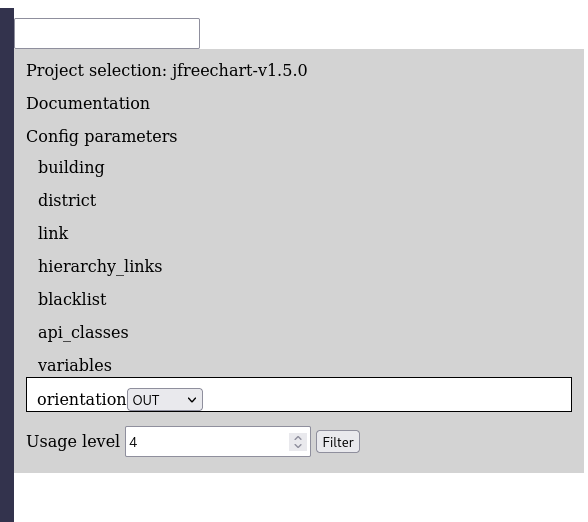 Project selection: jfreechart-v1.5.0
Documentation
Config parameters
building
district
link
hierarchy_links
blacklist
api_classes
variables
orientation OUT
Usage level 4 Filter